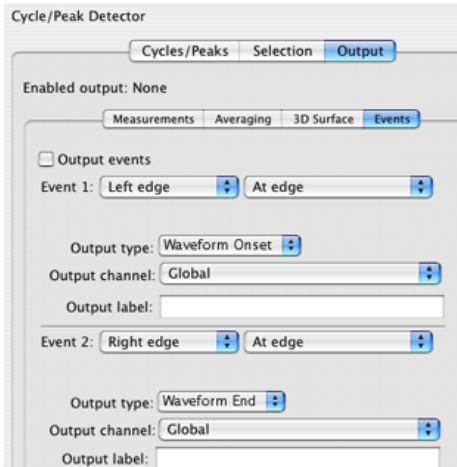 Cycle/Peak Detector
Cycles/Peaks Selection Output
Enabled output: None
Measurements Averaging 3D Surface Events
Output events
Event 1: Left edge At edge
Output type: Waveform Onset
Output channel: Global
Output label:
Event 2: Right edge At edge
Output type: Waveform End
Output channel: Global
Output label: